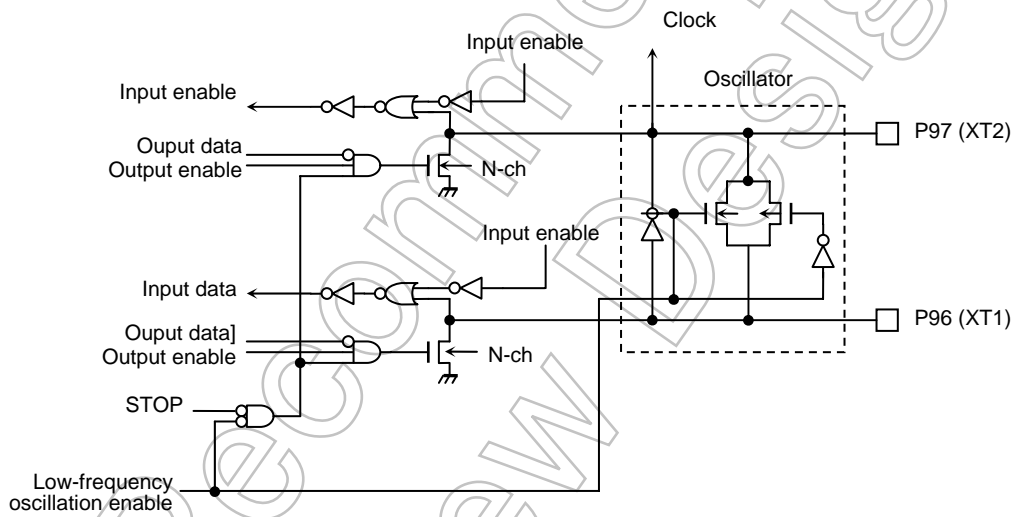 Clock
Input enable
Oscillator
Input enable
P97 (XT2)
Ouput data
Output enable
N-ch
Input enable
Input data
P96 (XT1)
Ouput data]
Output enable
N-ch
STOP
Low-frequency
oscillation enable